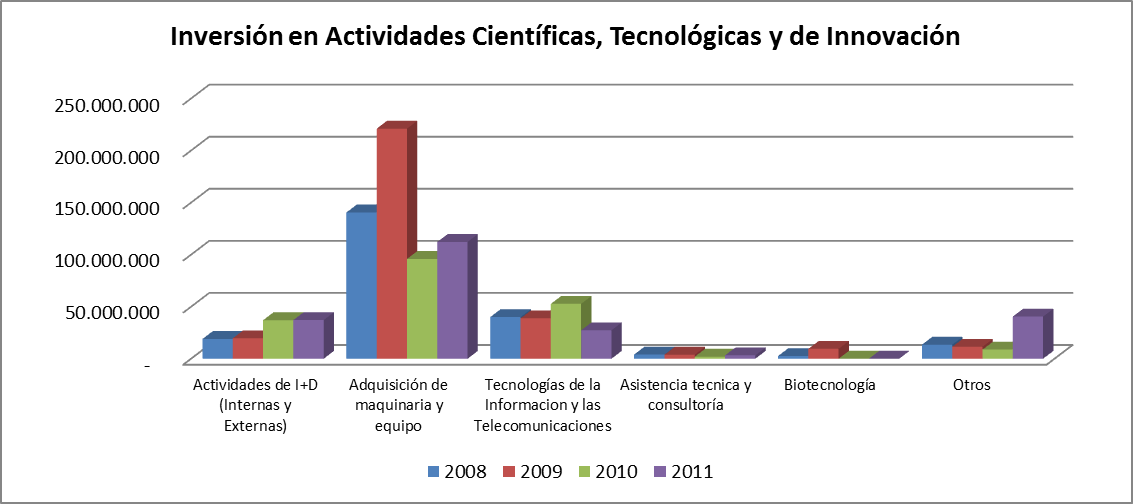 Inversión en Actividades Científicas, Tecnológicas y de Innovación
250.000.000
200.000.000
150.000.000
100.000.000
50.000.000
-
Actividades de I+D
(Internas y
Externas)
Adquisición de
maquinaria y
equipo
Tecnologías de la
Informacion y las
Telecomunicaciones
Asistencia tecnica y
consultoría
Biotecnología
Otros
2008 2009 2010 2011